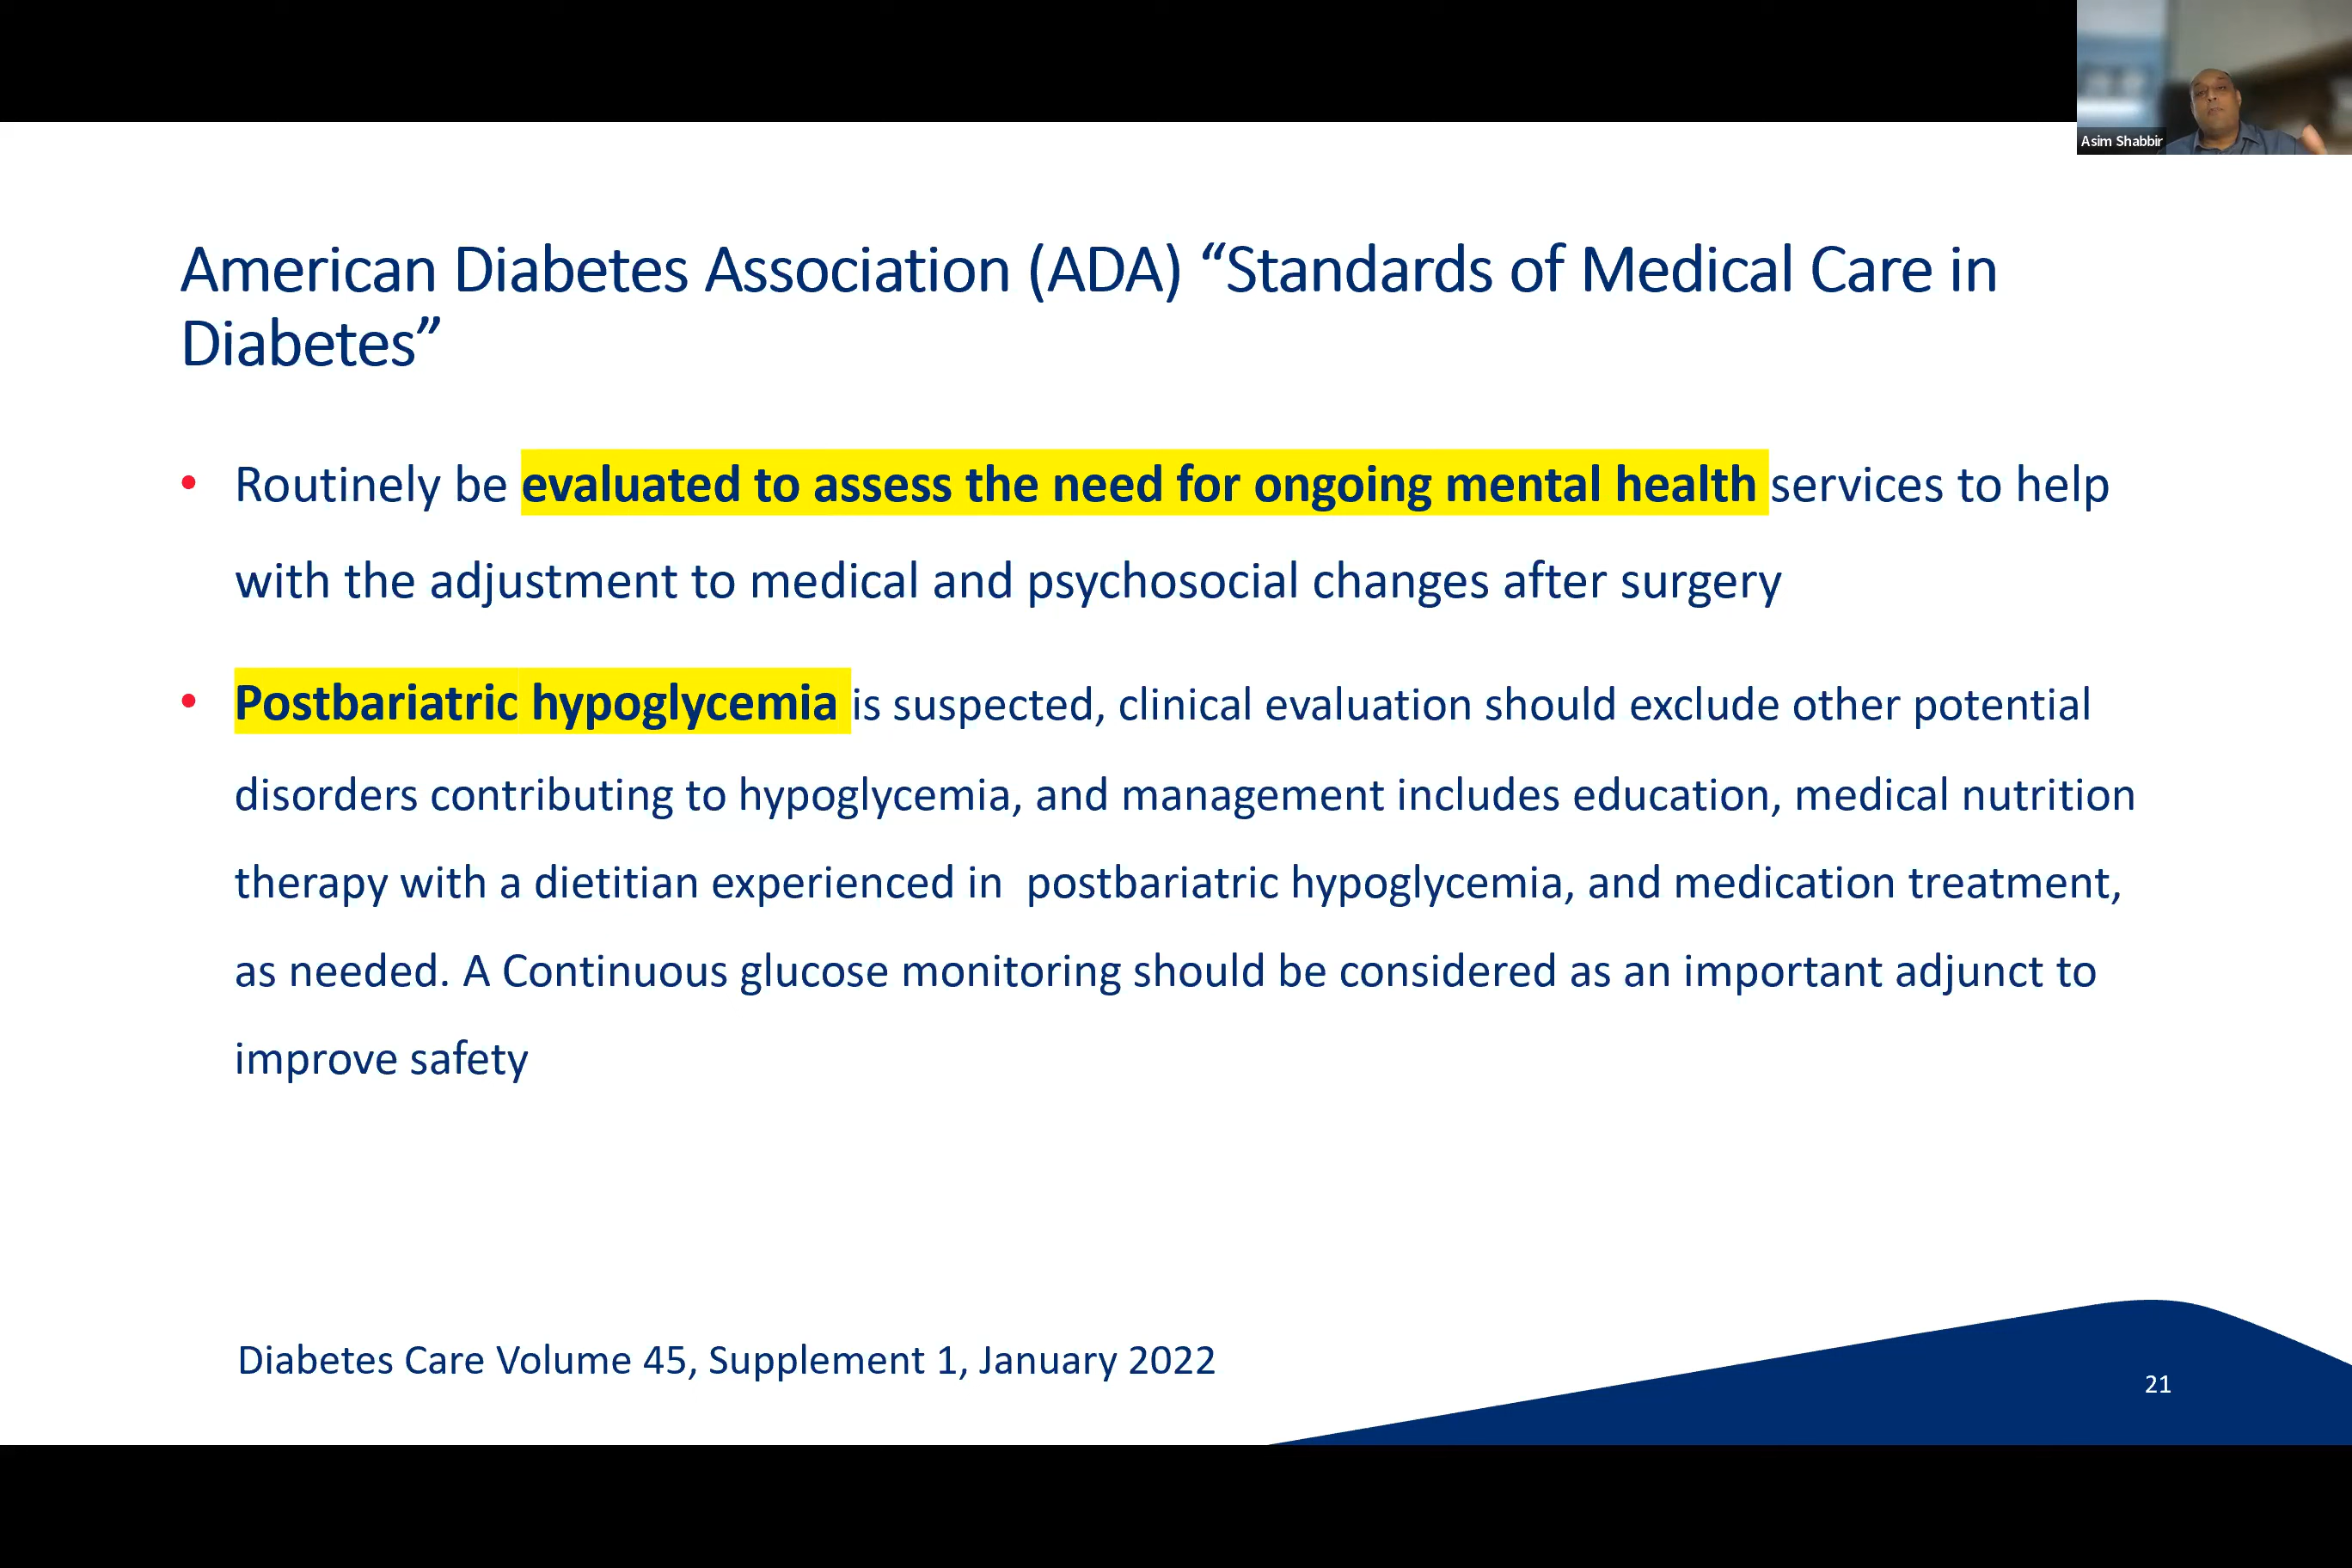 Asim Shabbir
American Diabetes Association (ADA) “Standards of Medical Care in
Diabetes”
• Routinely be evaluated to assess the need for ongoing mental health services to help
with the adjustment to medical and psychosocial changes after surgery
• Postbariatric hypoglycemia is suspected, clinical evaluation should exclude other potential
disorders contributing to hypoglycemia, and management includes education, medical nutrition
therapy with a dietitian experienced in  postbariatric hypoglycemia, and medication treatment,
as needed. A Continuous glucose monitoring should be considered as an important adjunct to
improve safety
Diabetes Care Volume 45, Supplement 1, January 2022
21